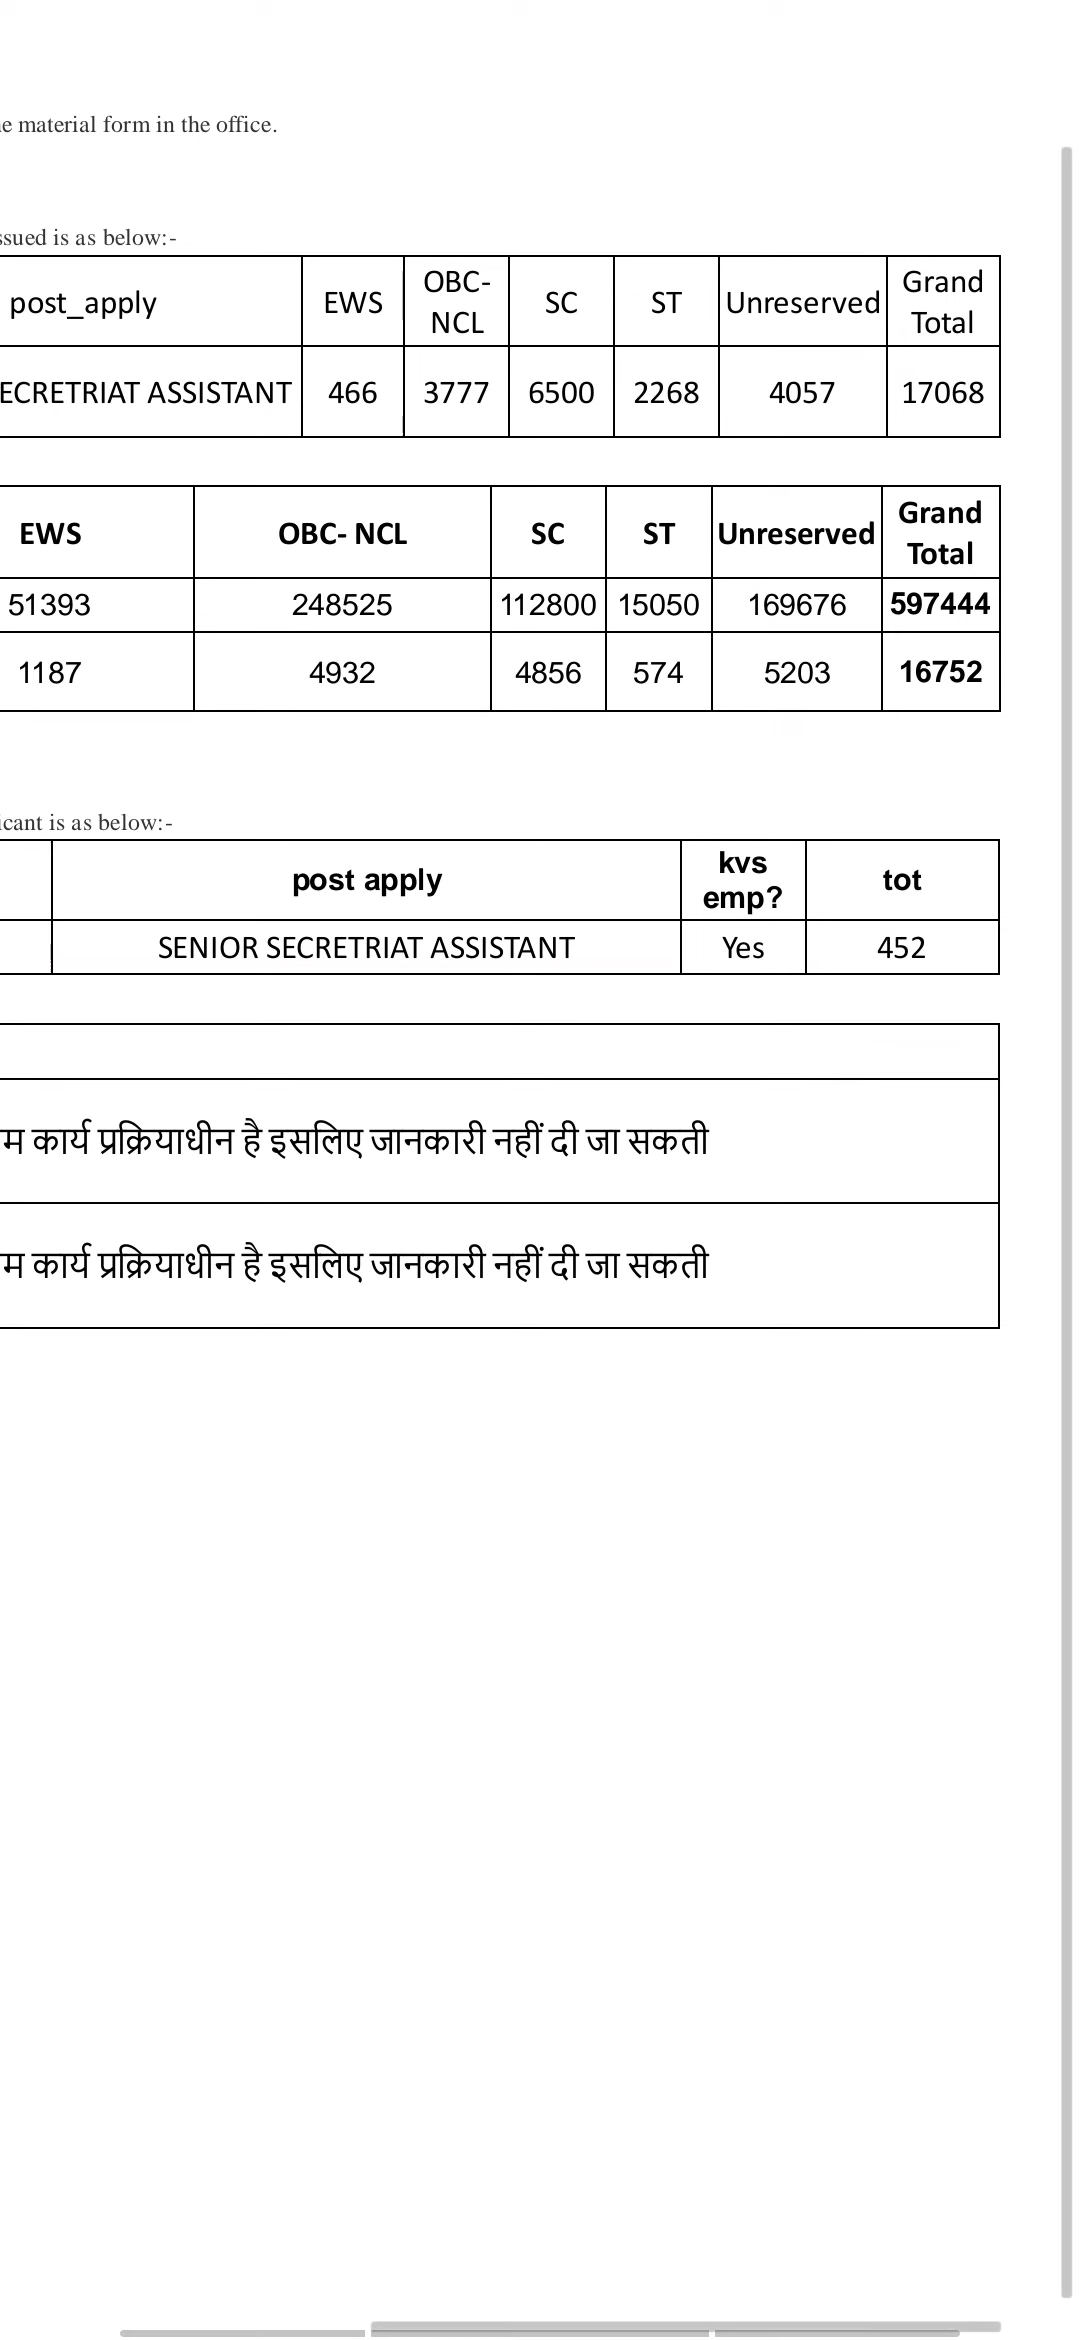 e material form in the office.
ssued is as below:-
post_apply EWS OBC- NCL SC ST Unreserved Grand Total
ECRETRIAT ASSISTANT 466 3777 6500 2268 4057 17068
EWS OBC- NCL SC ST Unreserved Grand Total
51393 248525 112800 15050 169676 597444
1187 4932 4856 574 5203 16752
icant is as below:-
post apply kvs emp? tot
SENIOR SECRETRIAT ASSISTANT Yes 452
म कार्य प्रक्रियाधीन है इसलिए जानकारी नहीं दी जा सकती
म कार्य प्रक्रियाधीन है इसलिए जानकारी नहीं दी जा सकती